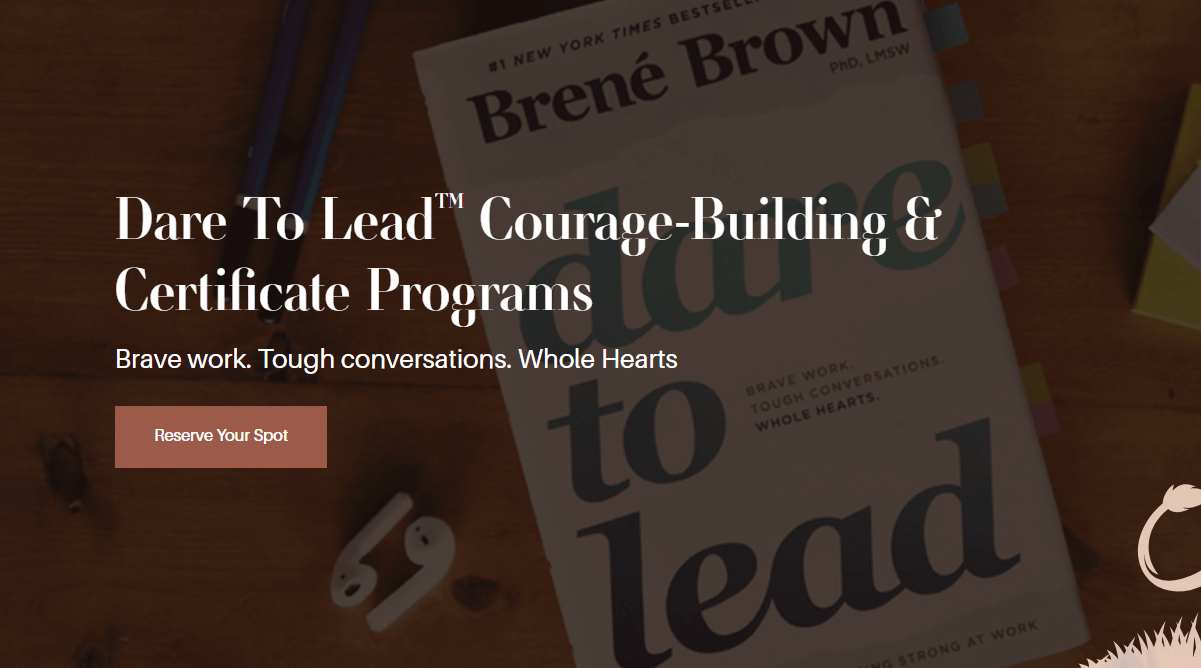 #1 NEW YORK TIMES BESTSELL
Brené Brown
PhD, LMSW
Dare To Lead™ Courage-Building &
Certificate Programs
Brave work. Tough conversations. Whole Hearts
Reserve Your Spot
dare
to
lead
BRAVE WORK.
TOUGH CONVERSATIONS.
WHOLE HEARTS.
STRONG AT WORK